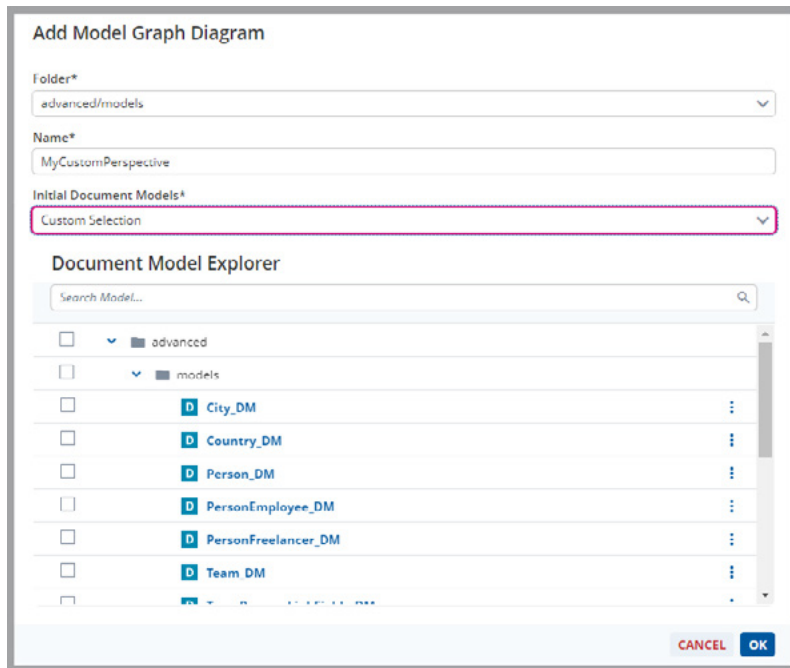 Add Model Graph Diagram
Folder*
advanced/models
Name*
MyCustomPerspective
Initial Document Models*
Custom Selection
Document Model Explorer
Search Model...
advanced
models
D City_DM
D Country_DM
D Person_DM
D PersonEmployee_DM
D PersonFreelancer_DM
D Team_DM
CANCEL OK